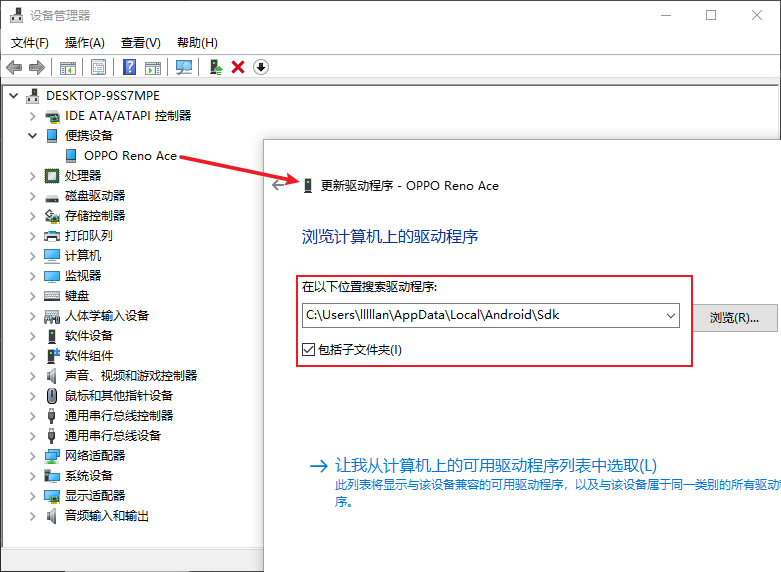 设备管理器
文件(F) 操作(A) 查看(V) 帮助(H)
DESKTOP-9SS7MPE
IDE ATA/ATAPI 控制器
便携设备
OPPO Reno Ace
处理器
磁盘驱动器
存储控制器
打印队列
计算机
监视器
键盘
人体学输入设备
软件设备
软件组件
声音、视频和游戏控制器
鼠标和其他指针设备
通用串行总线控制器
通用串行总线设备
网络适配器
系统设备
显示适配器
音频输入和输出
更新驱动程序 - OPPO Reno Ace
浏览计算机上的驱动程序
在以下位置搜索驱动程序:
C:\Users\lllllan\AppData\Local\Android\Sdk
浏览(R)...
包括子文件夹(I)
让我从计算机上的可用驱动程序列表中选取(L)
此列表将显示与该设备兼容的可用驱动程序，以及与该设备属于同一类别的所有驱动
序。